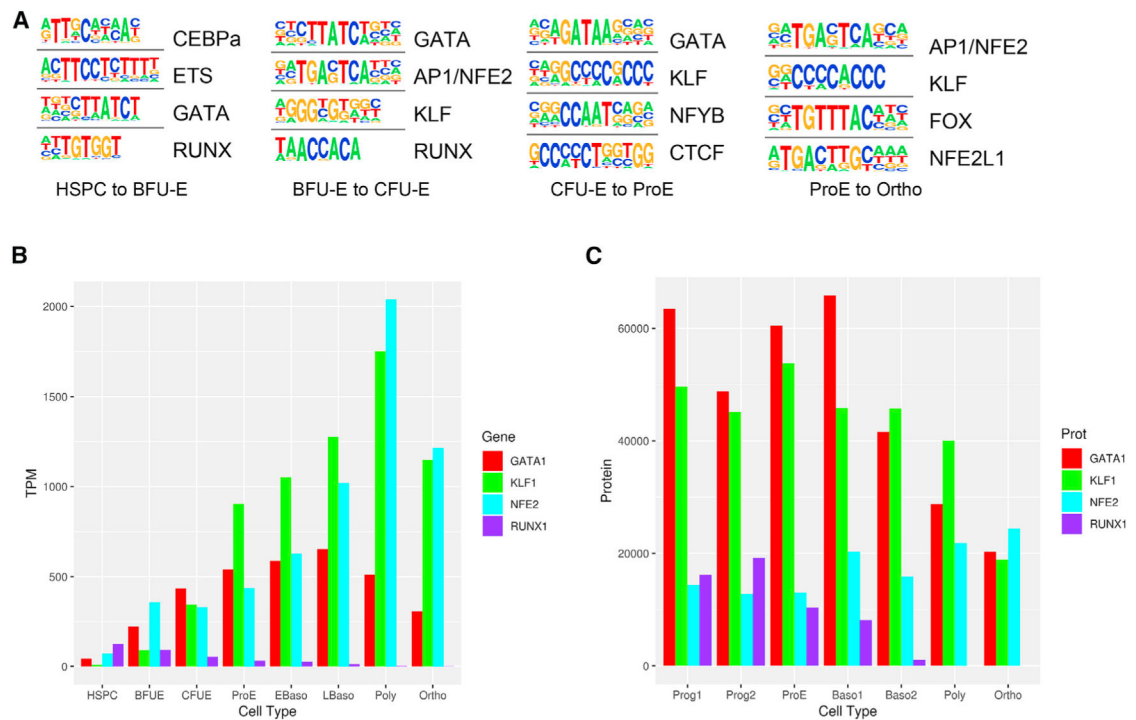 A
CEBPa
ETS
GATA
RUNX
HSPC to BFU-E
GATA
AP1/NFE2
KLF
RUNX
BFU-E to CFU-E
GATA
KLF
NFYB
CTCF
CFU-E to ProE
AP1/NFE2
KLF
FOX
NFE2L1
ProE to Ortho
B
TPM
2000
1500
1000
500
0
HSPC BFUE CFUE ProE EBaso LBaso Poly Ortho
Cell Type
Gene
GATA1
KLF1
NFE2
RUNX1
C
Protein
60000
40000
20000
0
Prog1 Prog2 ProE Baso1 Baso2 Poly Ortho
Cell Type
Prot
GATA1
KLF1
NFE2
RUNX1